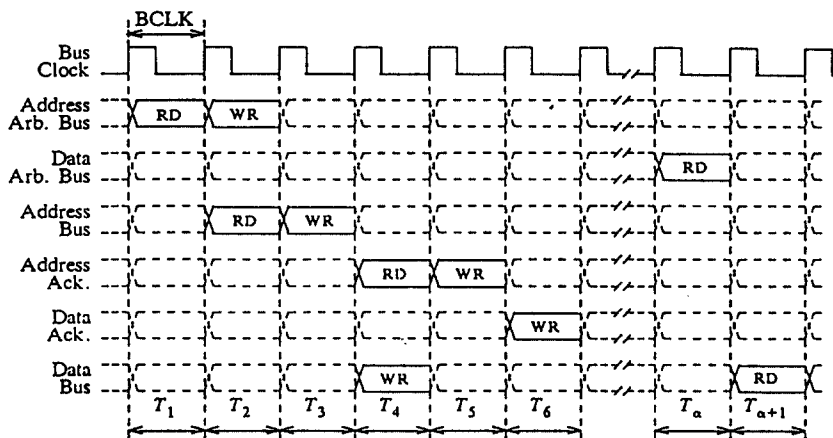 BCLK
Bus
Clock
Address
Arb. Bus
RD WR
Data
Arb. Bus
RD
Address
Bus
RD WR
Address
Ack.
RD WR
Data
Ack.
WR
Data
Bus
WR RD
T1 T2 T3 T4 T5 T6 Tα Tα+1